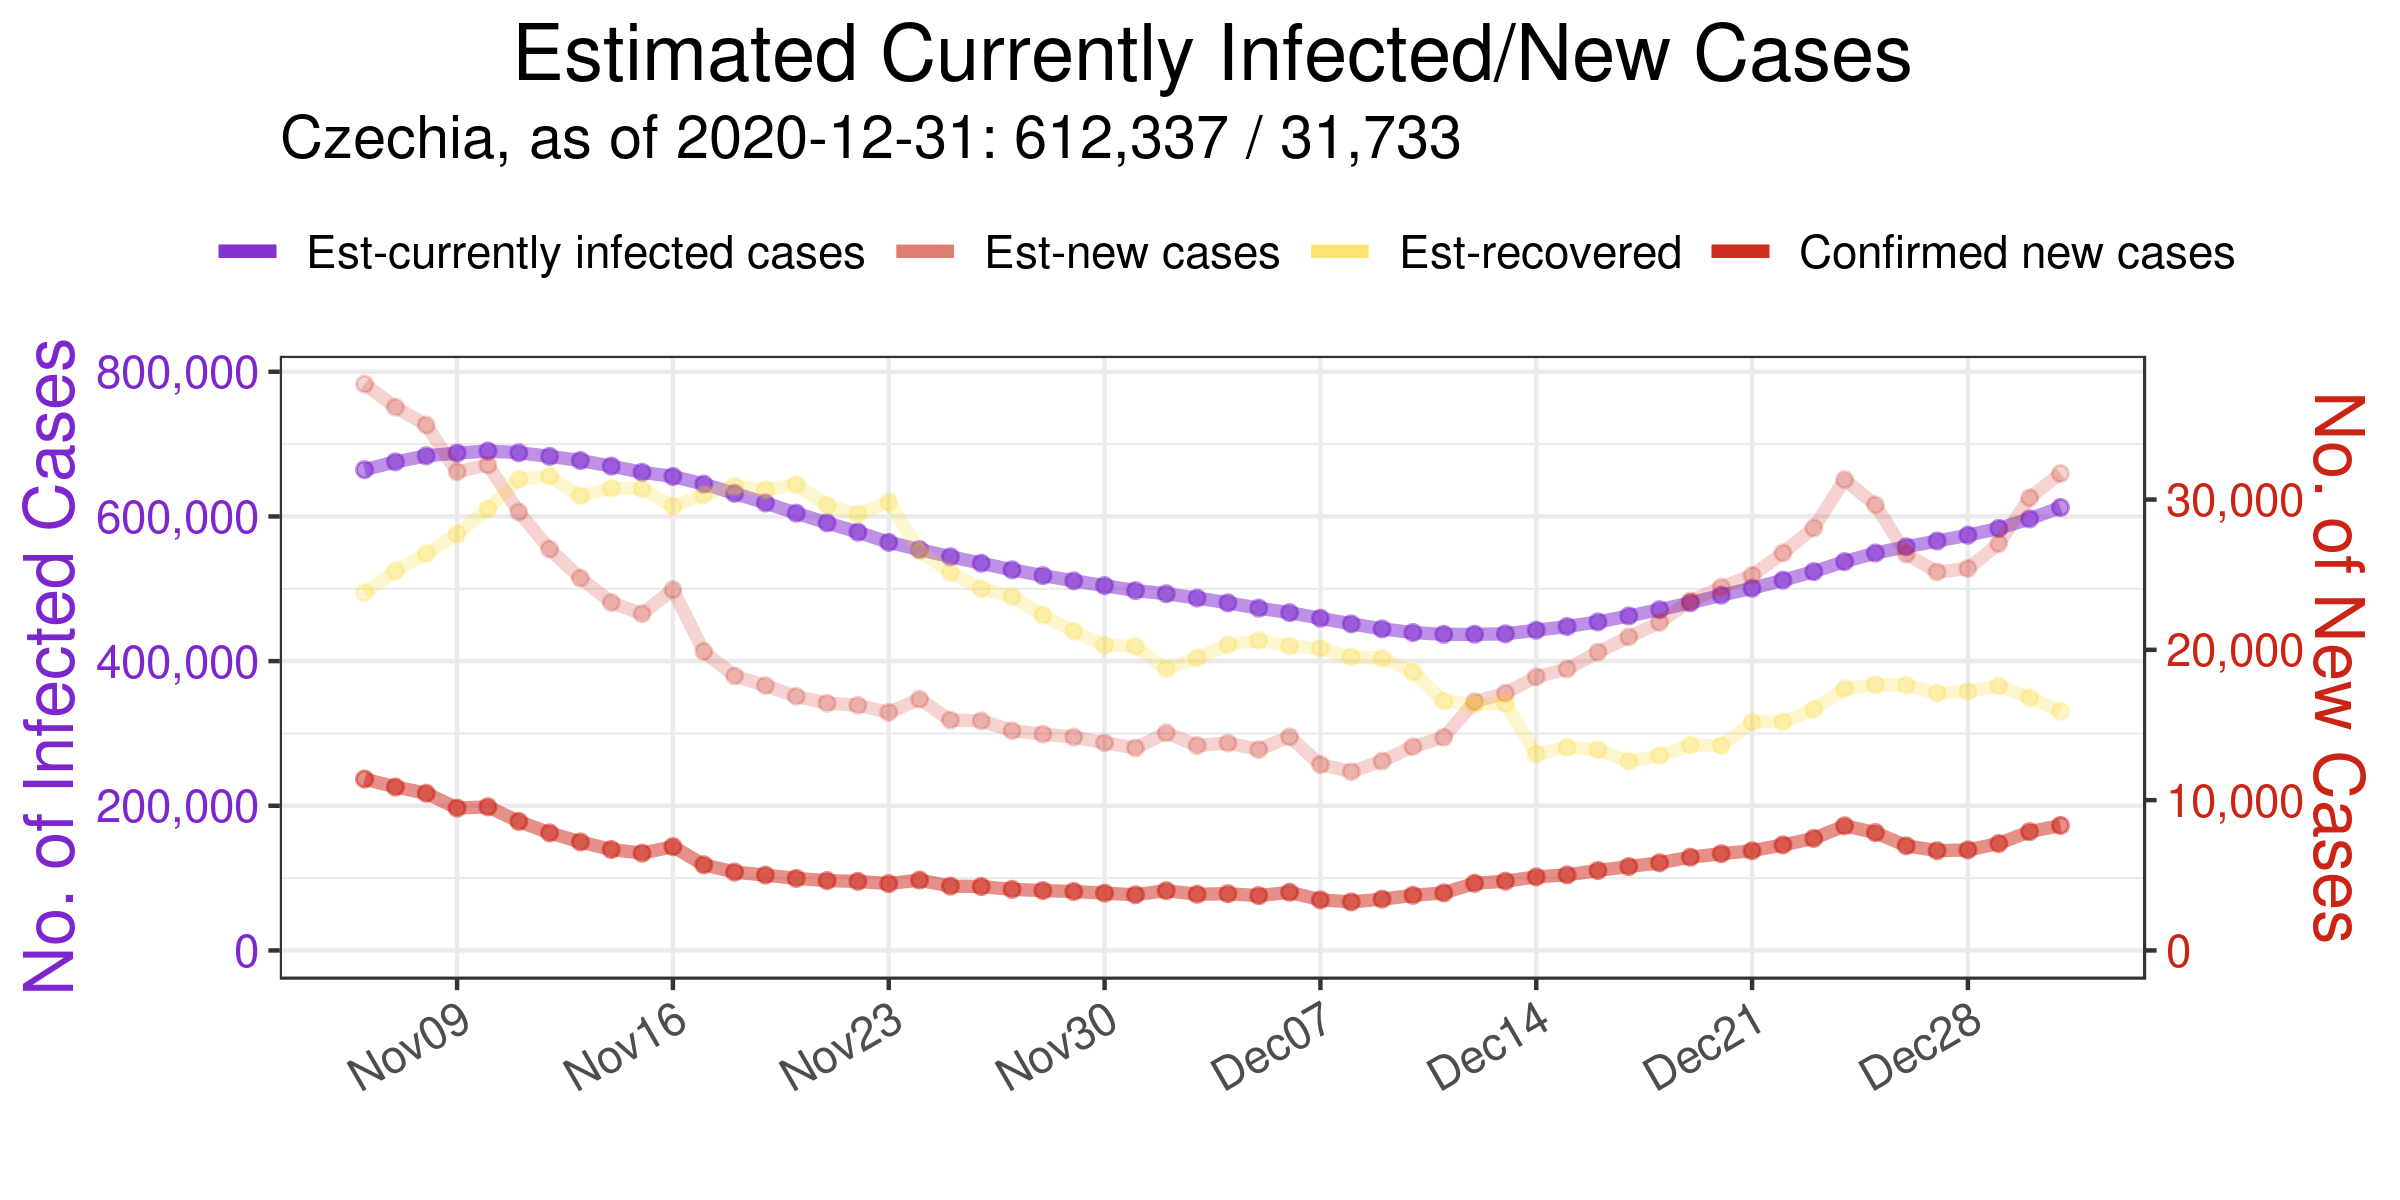 Estimated Currently Infected/New Cases
Czechia, as of 2020-12-31: 612,337 / 31,733
Est-currently infected cases Est-new cases Est-recovered Confirmed new cases
No. of Infected Cases
800,000
600,000
400,000
200,000
0
30,000
20,000
10,000
0
No. of New Cases
Nov09 Nov16 Nov23 Nov30 Dec07 Dec14 Dec21 Dec28